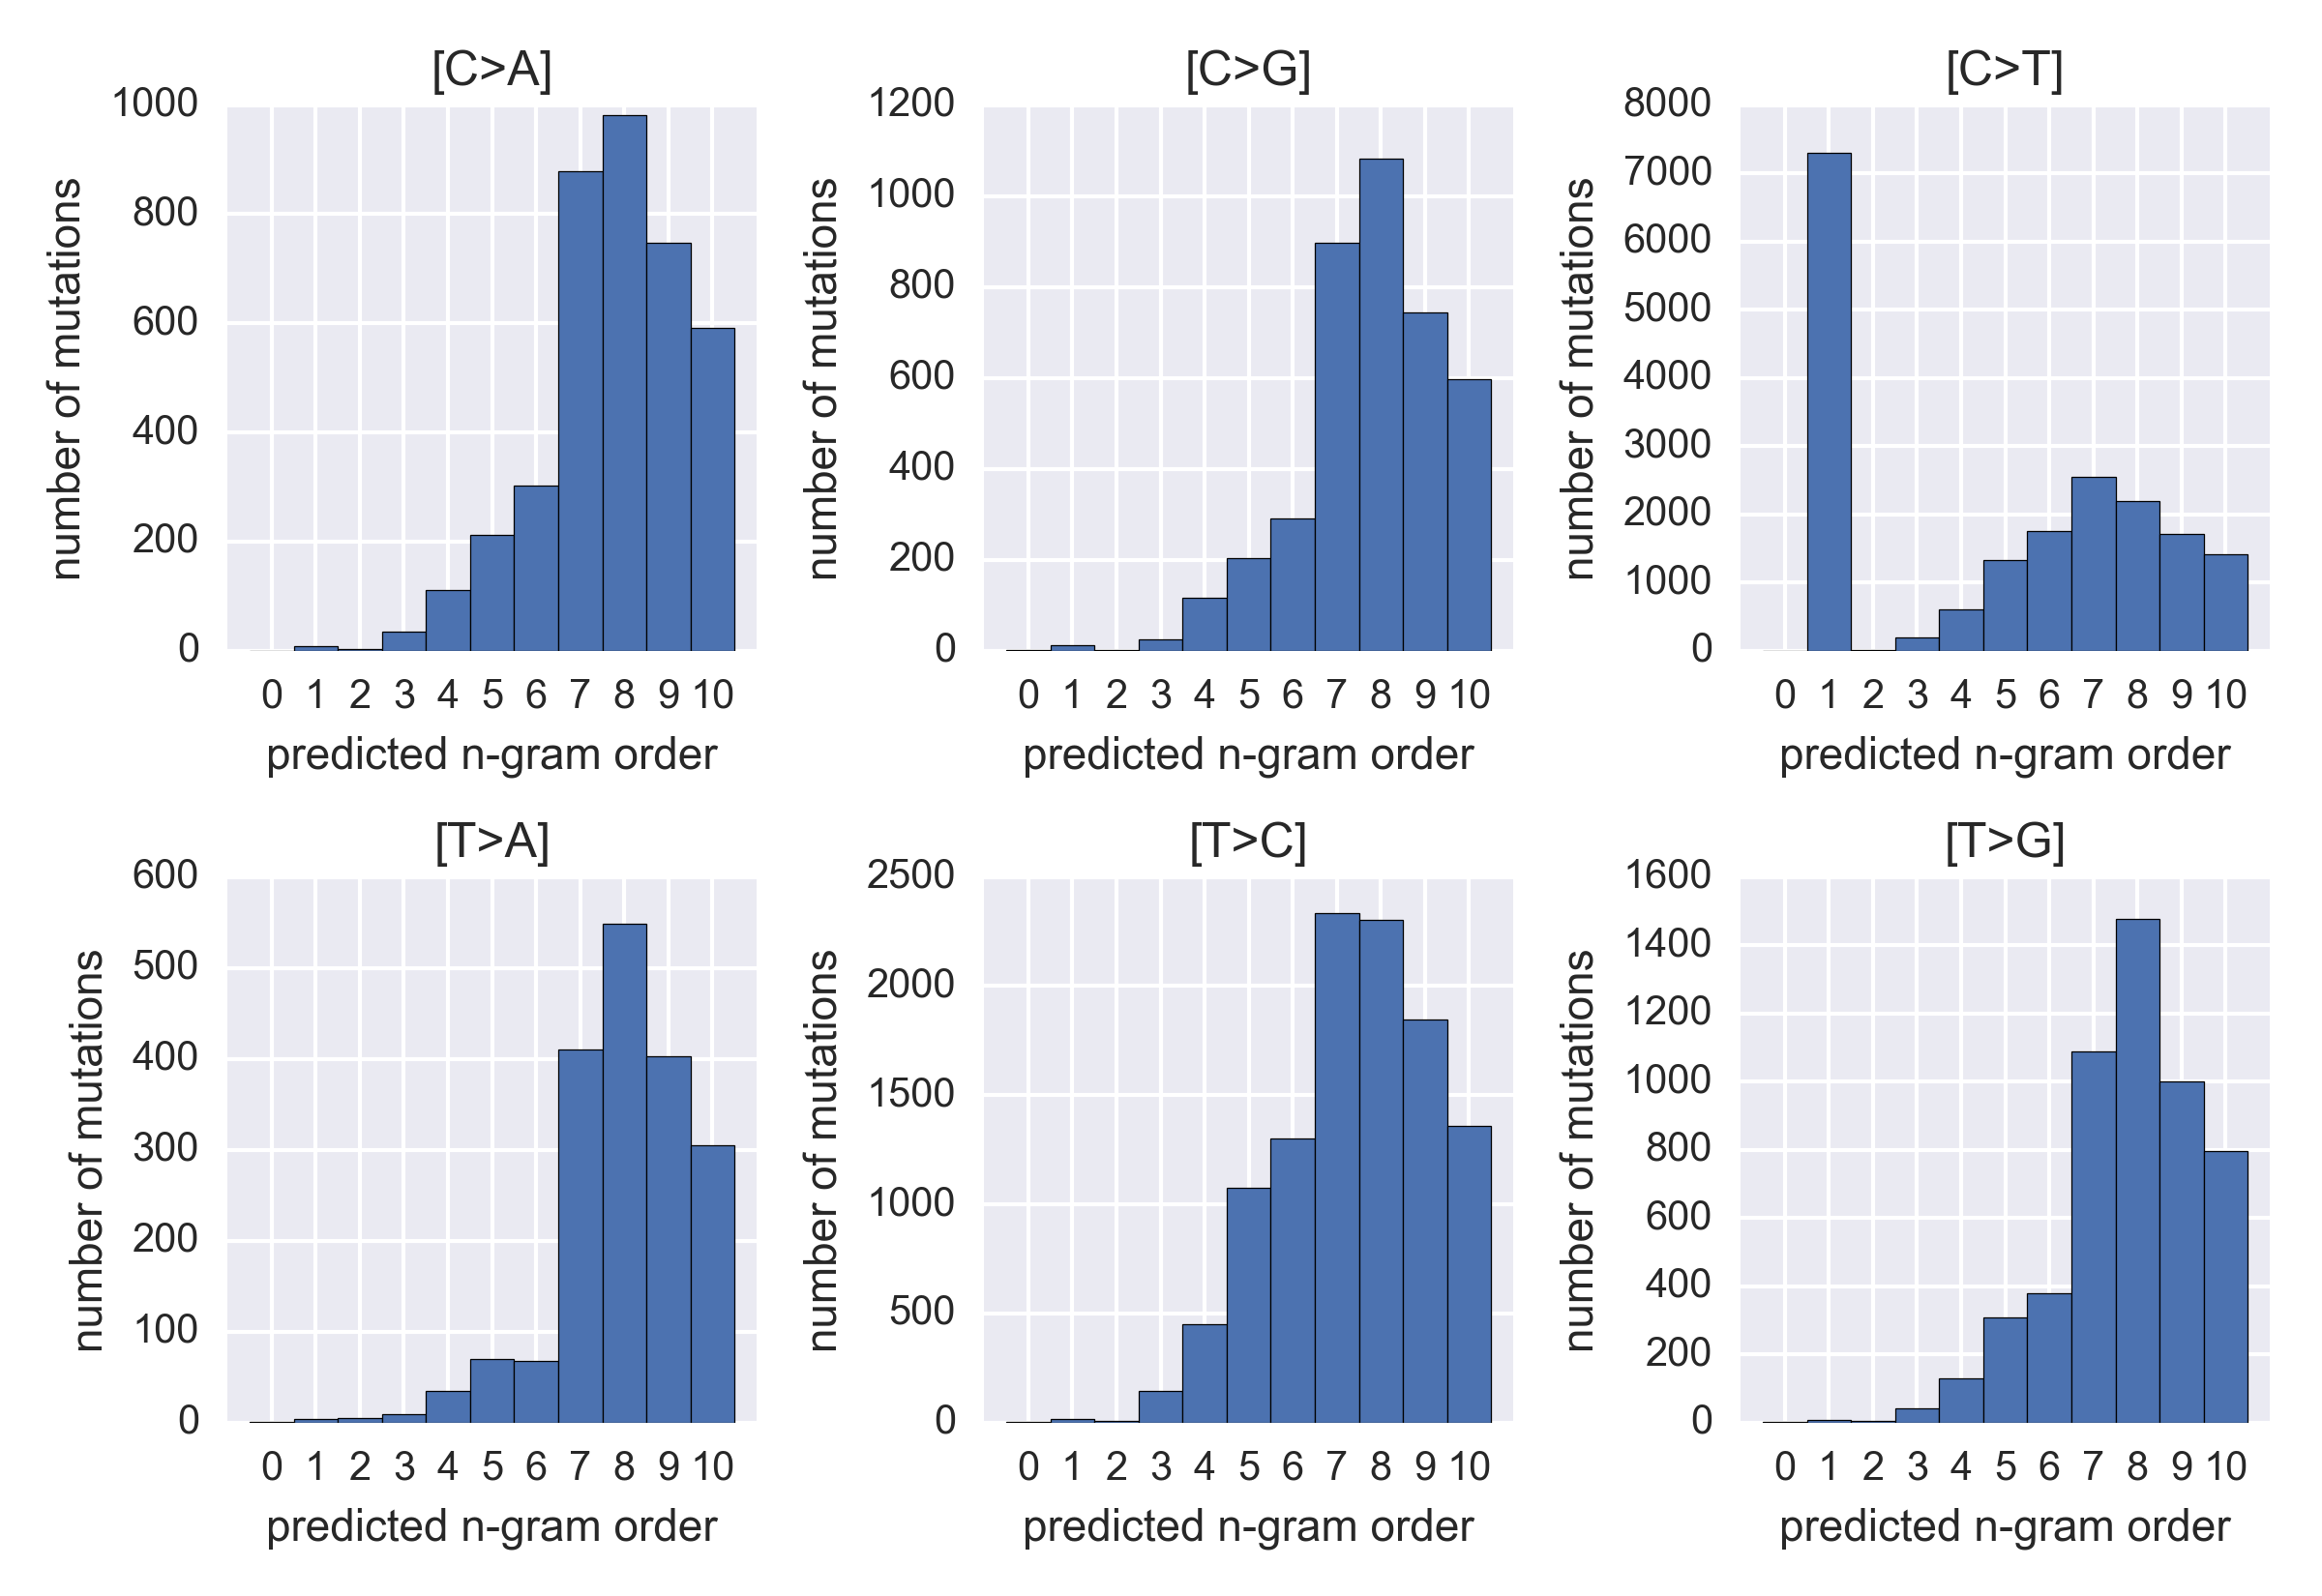 [C>A]
1000
800
600
400
200
0
number of mutations
0 1 2 3 4 5 6 7 8 9 10
predicted n-gram order
[C>G]
1200
1000
800
600
400
200
0
number of mutations
0 1 2 3 4 5 6 7 8 9 10
predicted n-gram order
[C>T]
8000
7000
6000
5000
4000
3000
2000
1000
0
number of mutations
0 1 2 3 4 5 6 7 8 9 10
predicted n-gram order
[T>A]
600
500
400
300
200
100
0
number of mutations
0 1 2 3 4 5 6 7 8 9 10
predicted n-gram order
[T>C]
2500
2000
1500
1000
500
0
number of mutations
0 1 2 3 4 5 6 7 8 9 10
predicted n-gram order
[T>G]
1600
1400
1200
1000
800
600
400
200
0
number of mutations
0 1 2 3 4 5 6 7 8 9 10
predicted n-gram order